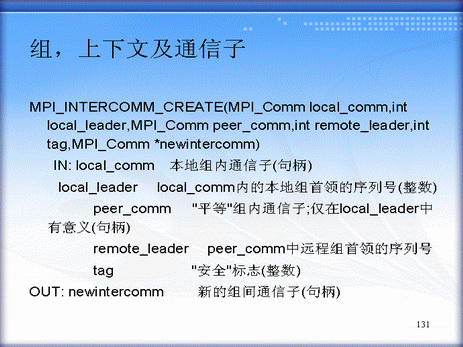 组，上下文及通信子
MPI_INTERCOMM_CREATE(MPI_Comm local_comm,int
local_leader,MPI_Comm peer_comm,int remote_leader,int
tag,MPI_Comm *newintercomm)
IN: local_comm 本地组内通信子(句柄)
local_leader local_comm内的本地组首领的序列号(整数)
peer_comm "平等"组内通信子;仅在local_leader中
有意义(句柄)
remote_leader peer_comm中远程组首领的序列号
tag "安全"标志(整数)
OUT: newintercomm 新的组间通信子(句柄)
131